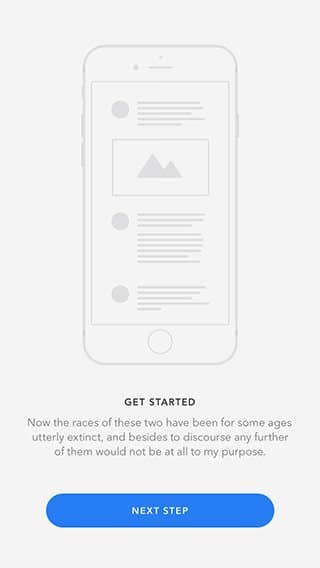 GET STARTED
Now the races of these two have been for some ages
utterly extinct, and besides to discourse any further
of them would not be at all to my purpose.
NEXT STEP